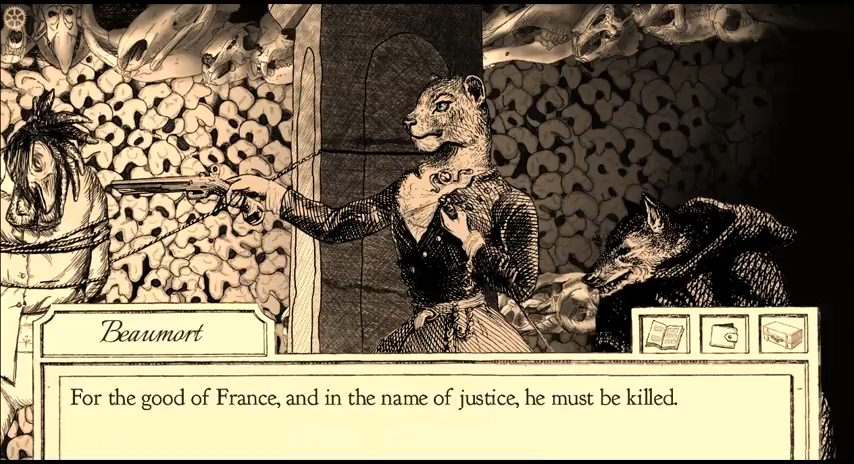 Beaumort
For the good of France, and in the name of justice, he must be killed.